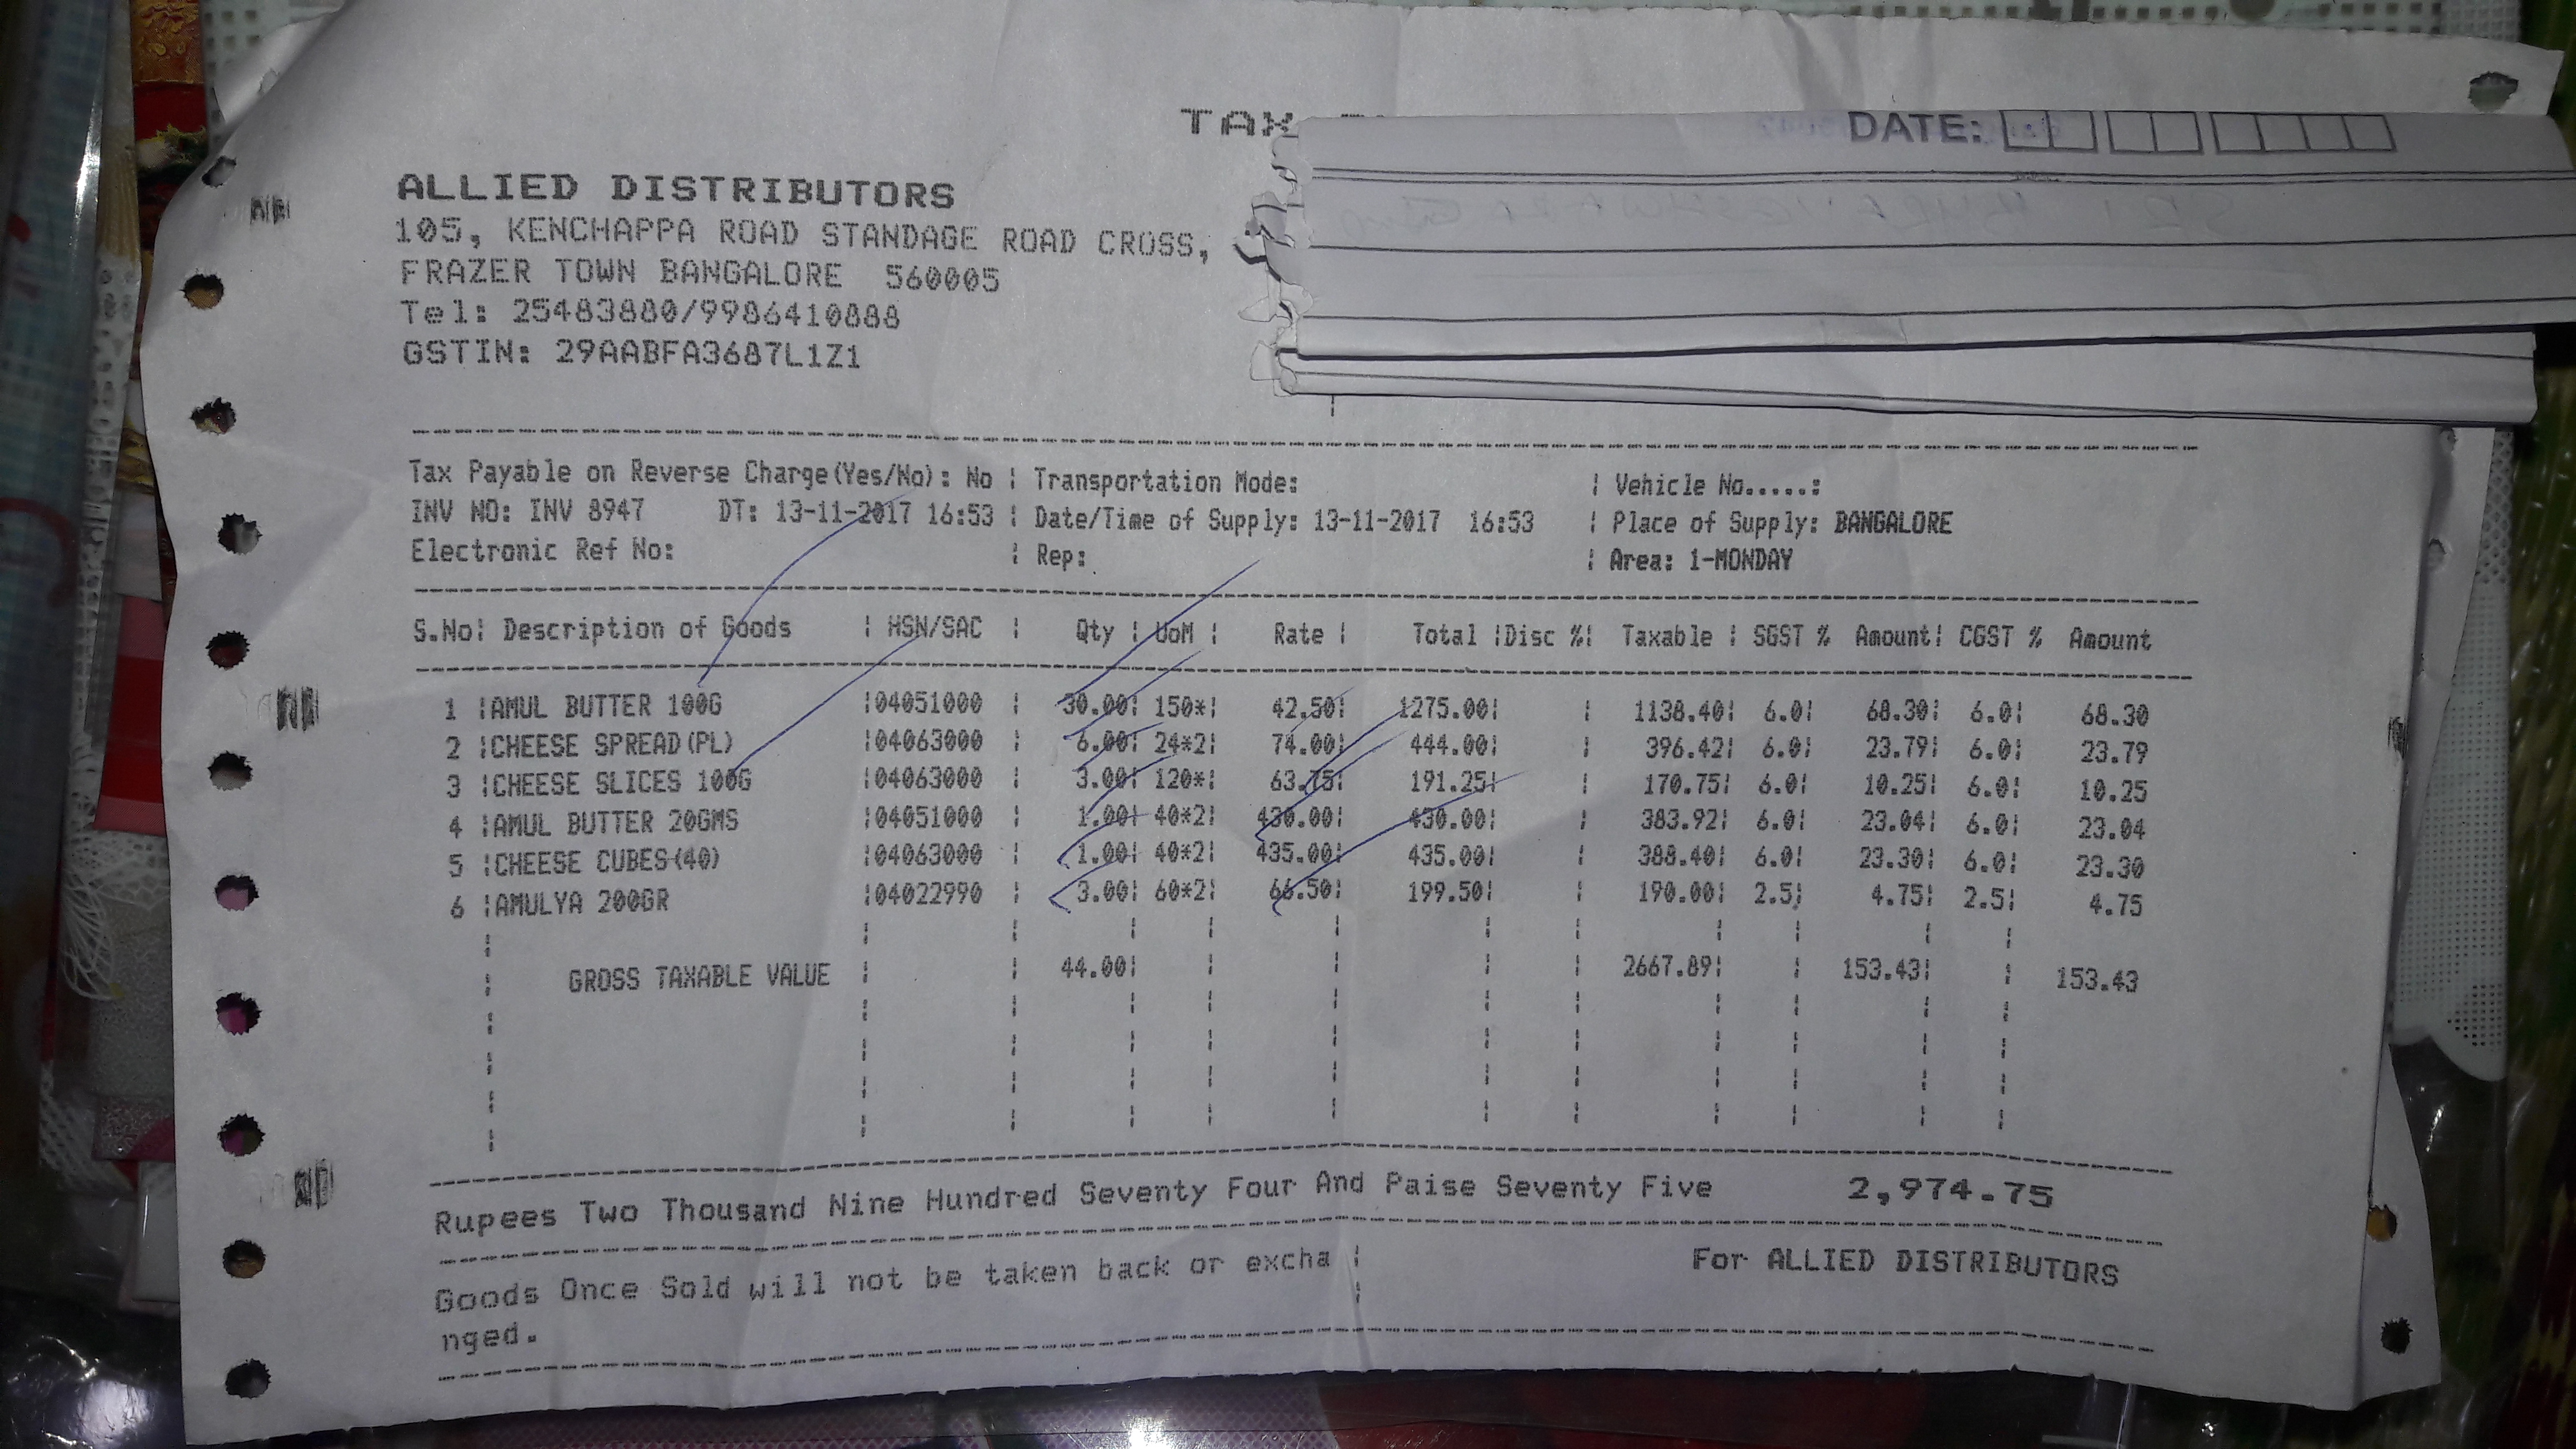 TAX
DATE:
ALLIED DISTRIBUTORS
105, KENCHAPPA ROAD STANDAGE ROAD CROSS,
FRAZER TOWN BANGALORE 560005
Tel: 25483880/9986410888
GSTIN: 29AABFA3687L1Z1
Tax Payable on Reverse Charge(Yes/No): No | Transportation Mode: | Vehicle No.....:
INV NO: INV 8947 DT: 13-11-2017 16:53 | Date/Time of Supply: 13-11-2017 16:53 | Place of Supply: BANGALORE
Electronic Ref No: | Rep: | Area: 1-MONDAY
S.No| Description of Goods | HSN/SAC | Qty | UoM | Rate | Total |Disc %| Taxable | SGST % Amount| CGST % Amount
1 |AMUL BUTTER 100G |04051000 | 30.00| 150*| 42.50| 1275.00| | 1138.40| 6.0| 68.30| 6.0| 68.30
2 |CHEESE SPREAD(PL) |04063000 | 6.00| 24*2| 74.00| 444.00| | 396.42| 6.0| 23.79| 6.0| 23.79
3 |CHEESE SLICES 100G |04063000 | 3.00| 120*| 63.75| 191.25| | 170.75| 6.0| 10.25| 6.0| 10.25
4 |AMUL BUTTER 20GMS |04051000 | 1.00| 40*2| 430.00| 430.00| | 383.92| 6.0| 23.04| 6.0| 23.04
5 |CHEESE CUBES(40) |04063000 | 1.00| 40*2| 435.00| 435.00| | 388.40| 6.0| 23.30| 6.0| 23.30
6 |AMULYA 200GR |04022990 | 3.00| 60*2| 66.50| 199.50| | 190.00| 2.5| 4.75| 2.5| 4.75
GROSS TAXABLE VALUE | | 44.00| | | | | 2667.89| | 153.43| | 153.43
Rupees Two Thousand Nine Hundred Seventy Four And Paise Seventy Five 2,974.75
Goods Once Sold will not be taken back or excha | For ALLIED DISTRIBUTORS
nged.